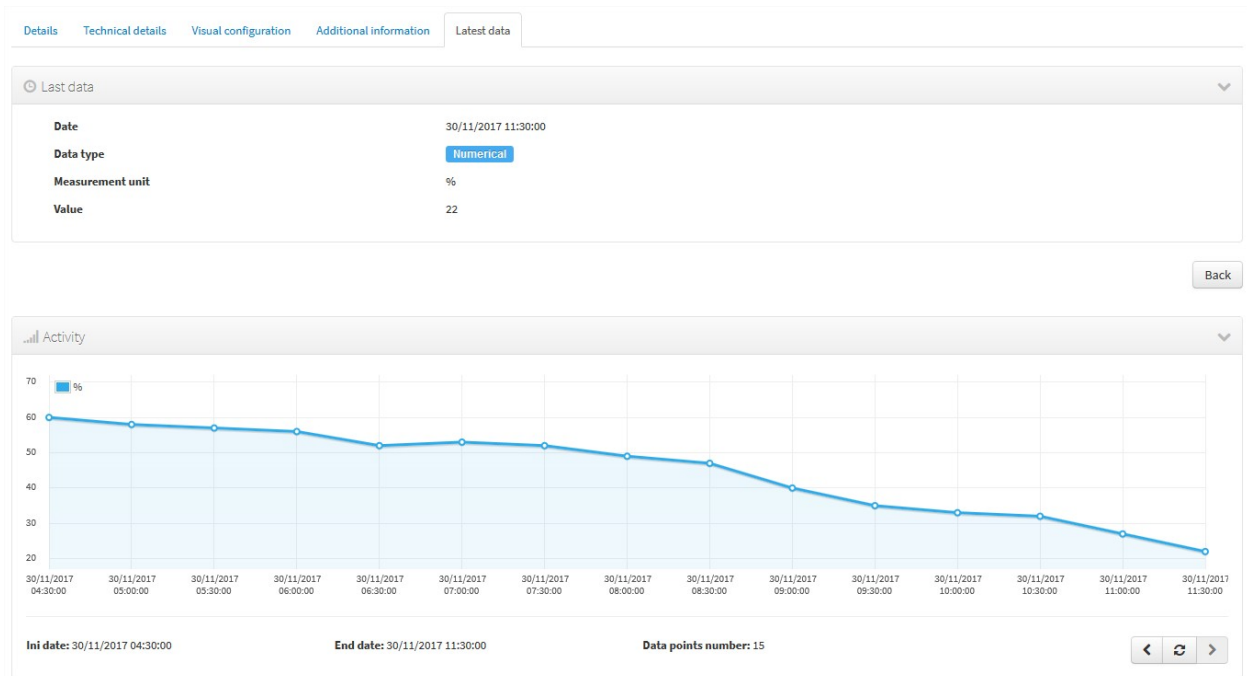 Details Technical details Visual configuration Additional information Latest data
Last data
Date 30/11/2017 11:30:00
Data type Numerical
Measurement unit %
Value 22
Back
Activity
70
%
60
50
40
30
20
30/11/2017 30/11/2017 30/11/2017 30/11/2017 30/11/2017 30/11/2017 30/11/2017 30/11/2017 30/11/2017 30/11/2017 30/11/2017 30/11/2017 30/11/2017 30/11/2017 30/11/2017
04:30:00 05:00:00 05:30:00 06:00:00 06:30:00 07:00:00 07:30:00 08:00:00 08:30:00 09:00:00 09:30:00 10:00:00 10:30:00 11:00:00 11:30:00
Ini date: 30/11/2017 04:30:00 End date: 30/11/2017 11:30:00 Data points number: 15